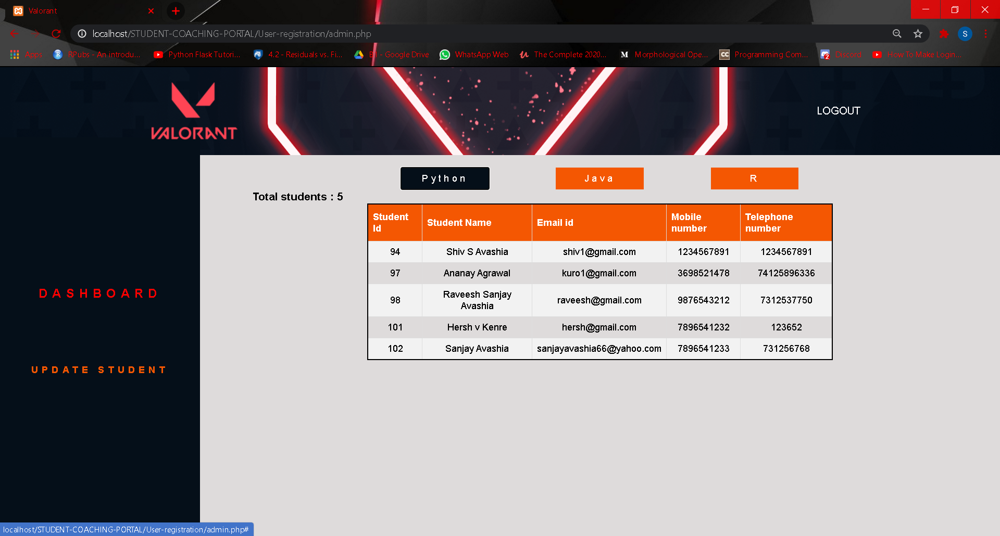 Valorant
localhost/STUDENT-COACHING-PORTAL/User-registration/admin.php
S
Apps R RPubs - An introdu... Python Flask Tutori... 4.2 - Residuals vs. Fi... B1 - Google Drive WhatsApp Web The Complete 2020... M Morphological Ope... CC Programming Com... 2 Discord How To Make Login...
VALORANT
LOGOUT
Python Java R
Total students : 5
Student Id Student Name Email id Mobile number Telephone number
94 Shiv S Avashia shiv1@gmail.com 1234567891 1234567891
97 Ananay Agrawal kuro1@gmail.com 3698521478 74125896336
98 Raveesh Sanjay Avashia raveesh@gmail.com 9876543212 7312537750
101 Hersh v Kenre hersh@gmail.com 7896541232 123652
102 Sanjay Avashia sanjayavashia66@yahoo.com 7896541233 731256768
DASHBOARD
UPDATE STUDENT
localhost/STUDENT-COACHING-PORTAL/User-registration/admin.php#